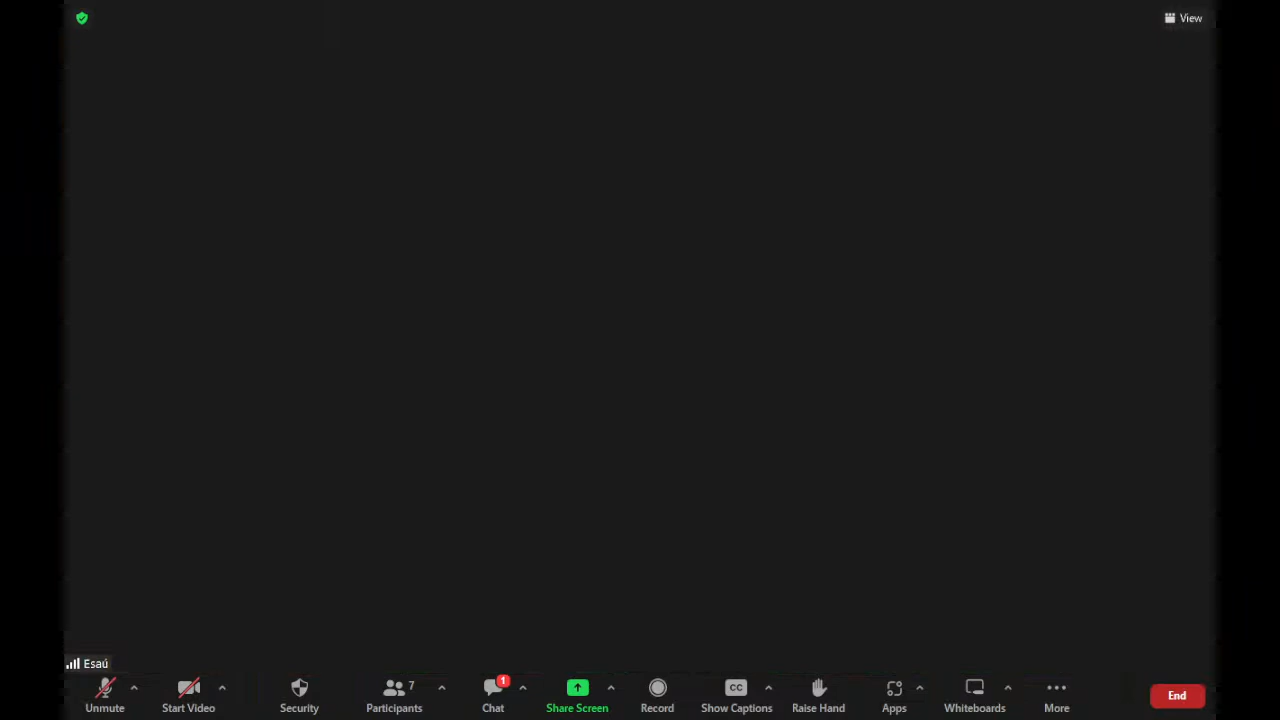 View
Esaú
7
1
CC
Unmute Start Video Security Participants Chat Share Screen Record Show Captions Raise Hand Apps Whiteboards More End